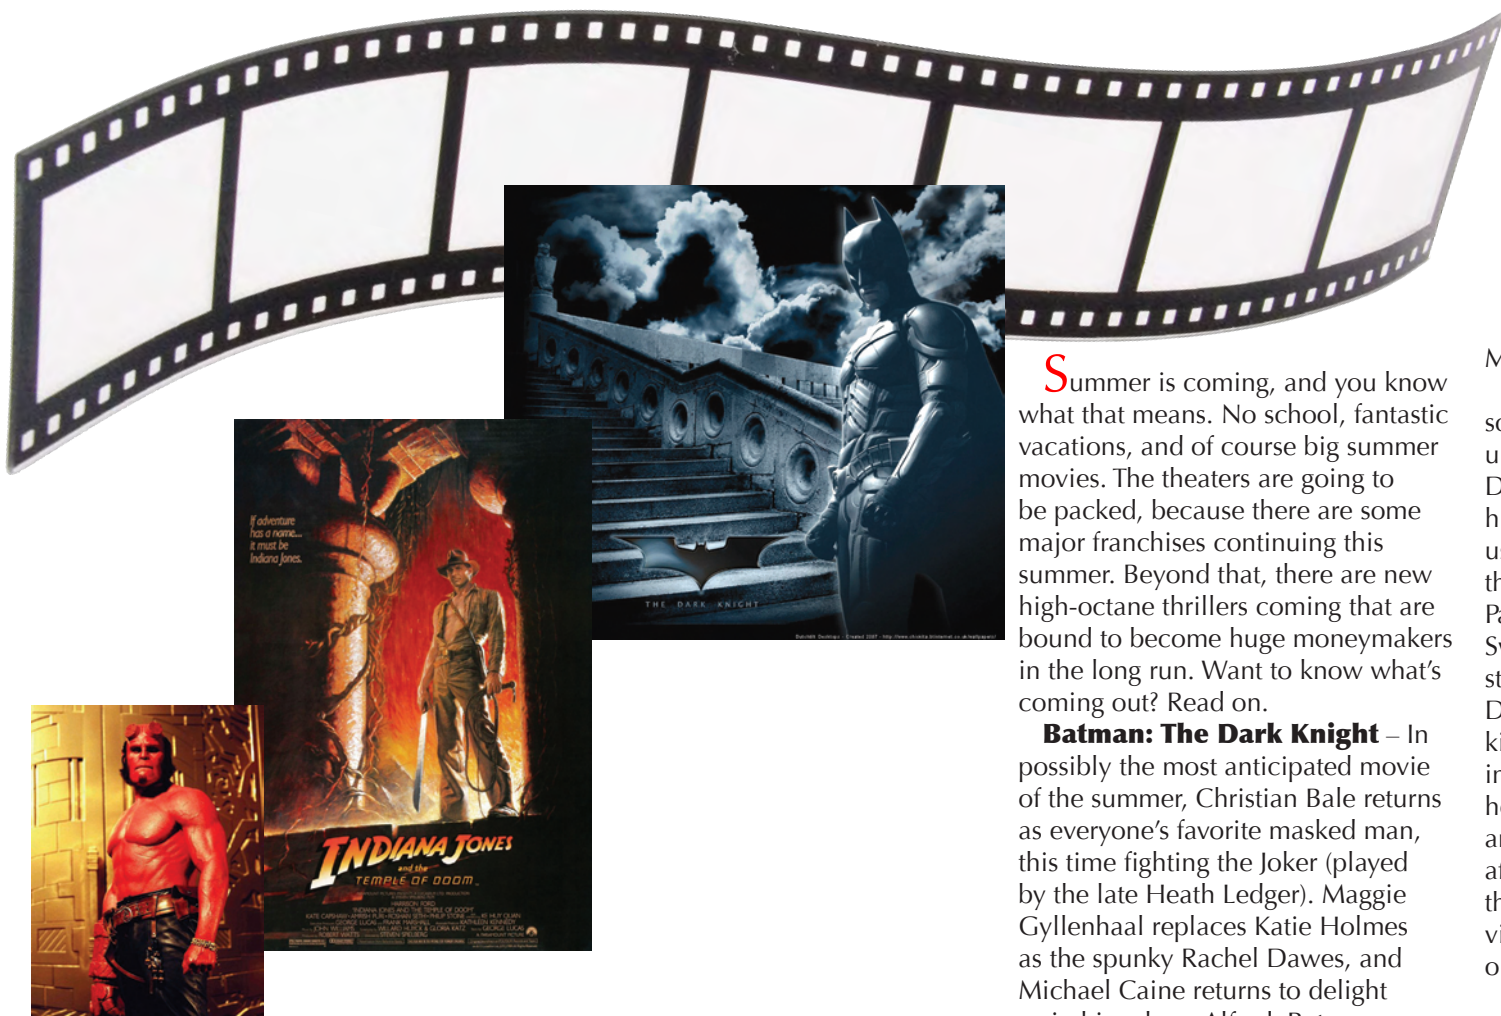 If adventure
has a name...
it must be
Indiana Jones.
INDIANA JONES
and the
TEMPLE OF DOOM
HARRISON FORD
THE DARK KNIGHT
Summer is coming, and you know
what that means. No school, fantastic
vacations, and of course big summer
movies. The theaters are going to
be packed, because there are some
major franchises continuing this
summer. Beyond that, there are new
high-octane thrillers coming that are
bound to become huge moneymakers
in the long run. Want to know what’s
coming out? Read on.
Batman: The Dark Knight – In
possibly the most anticipated movie
of the summer, Christian Bale returns
as everyone’s favorite masked man,
this time fighting the Joker (played
by the late Heath Ledger). Maggie
Gyllenhaal replaces Katie Holmes
as the spunky Rachel Dawes, and
Michael Caine returns to delight